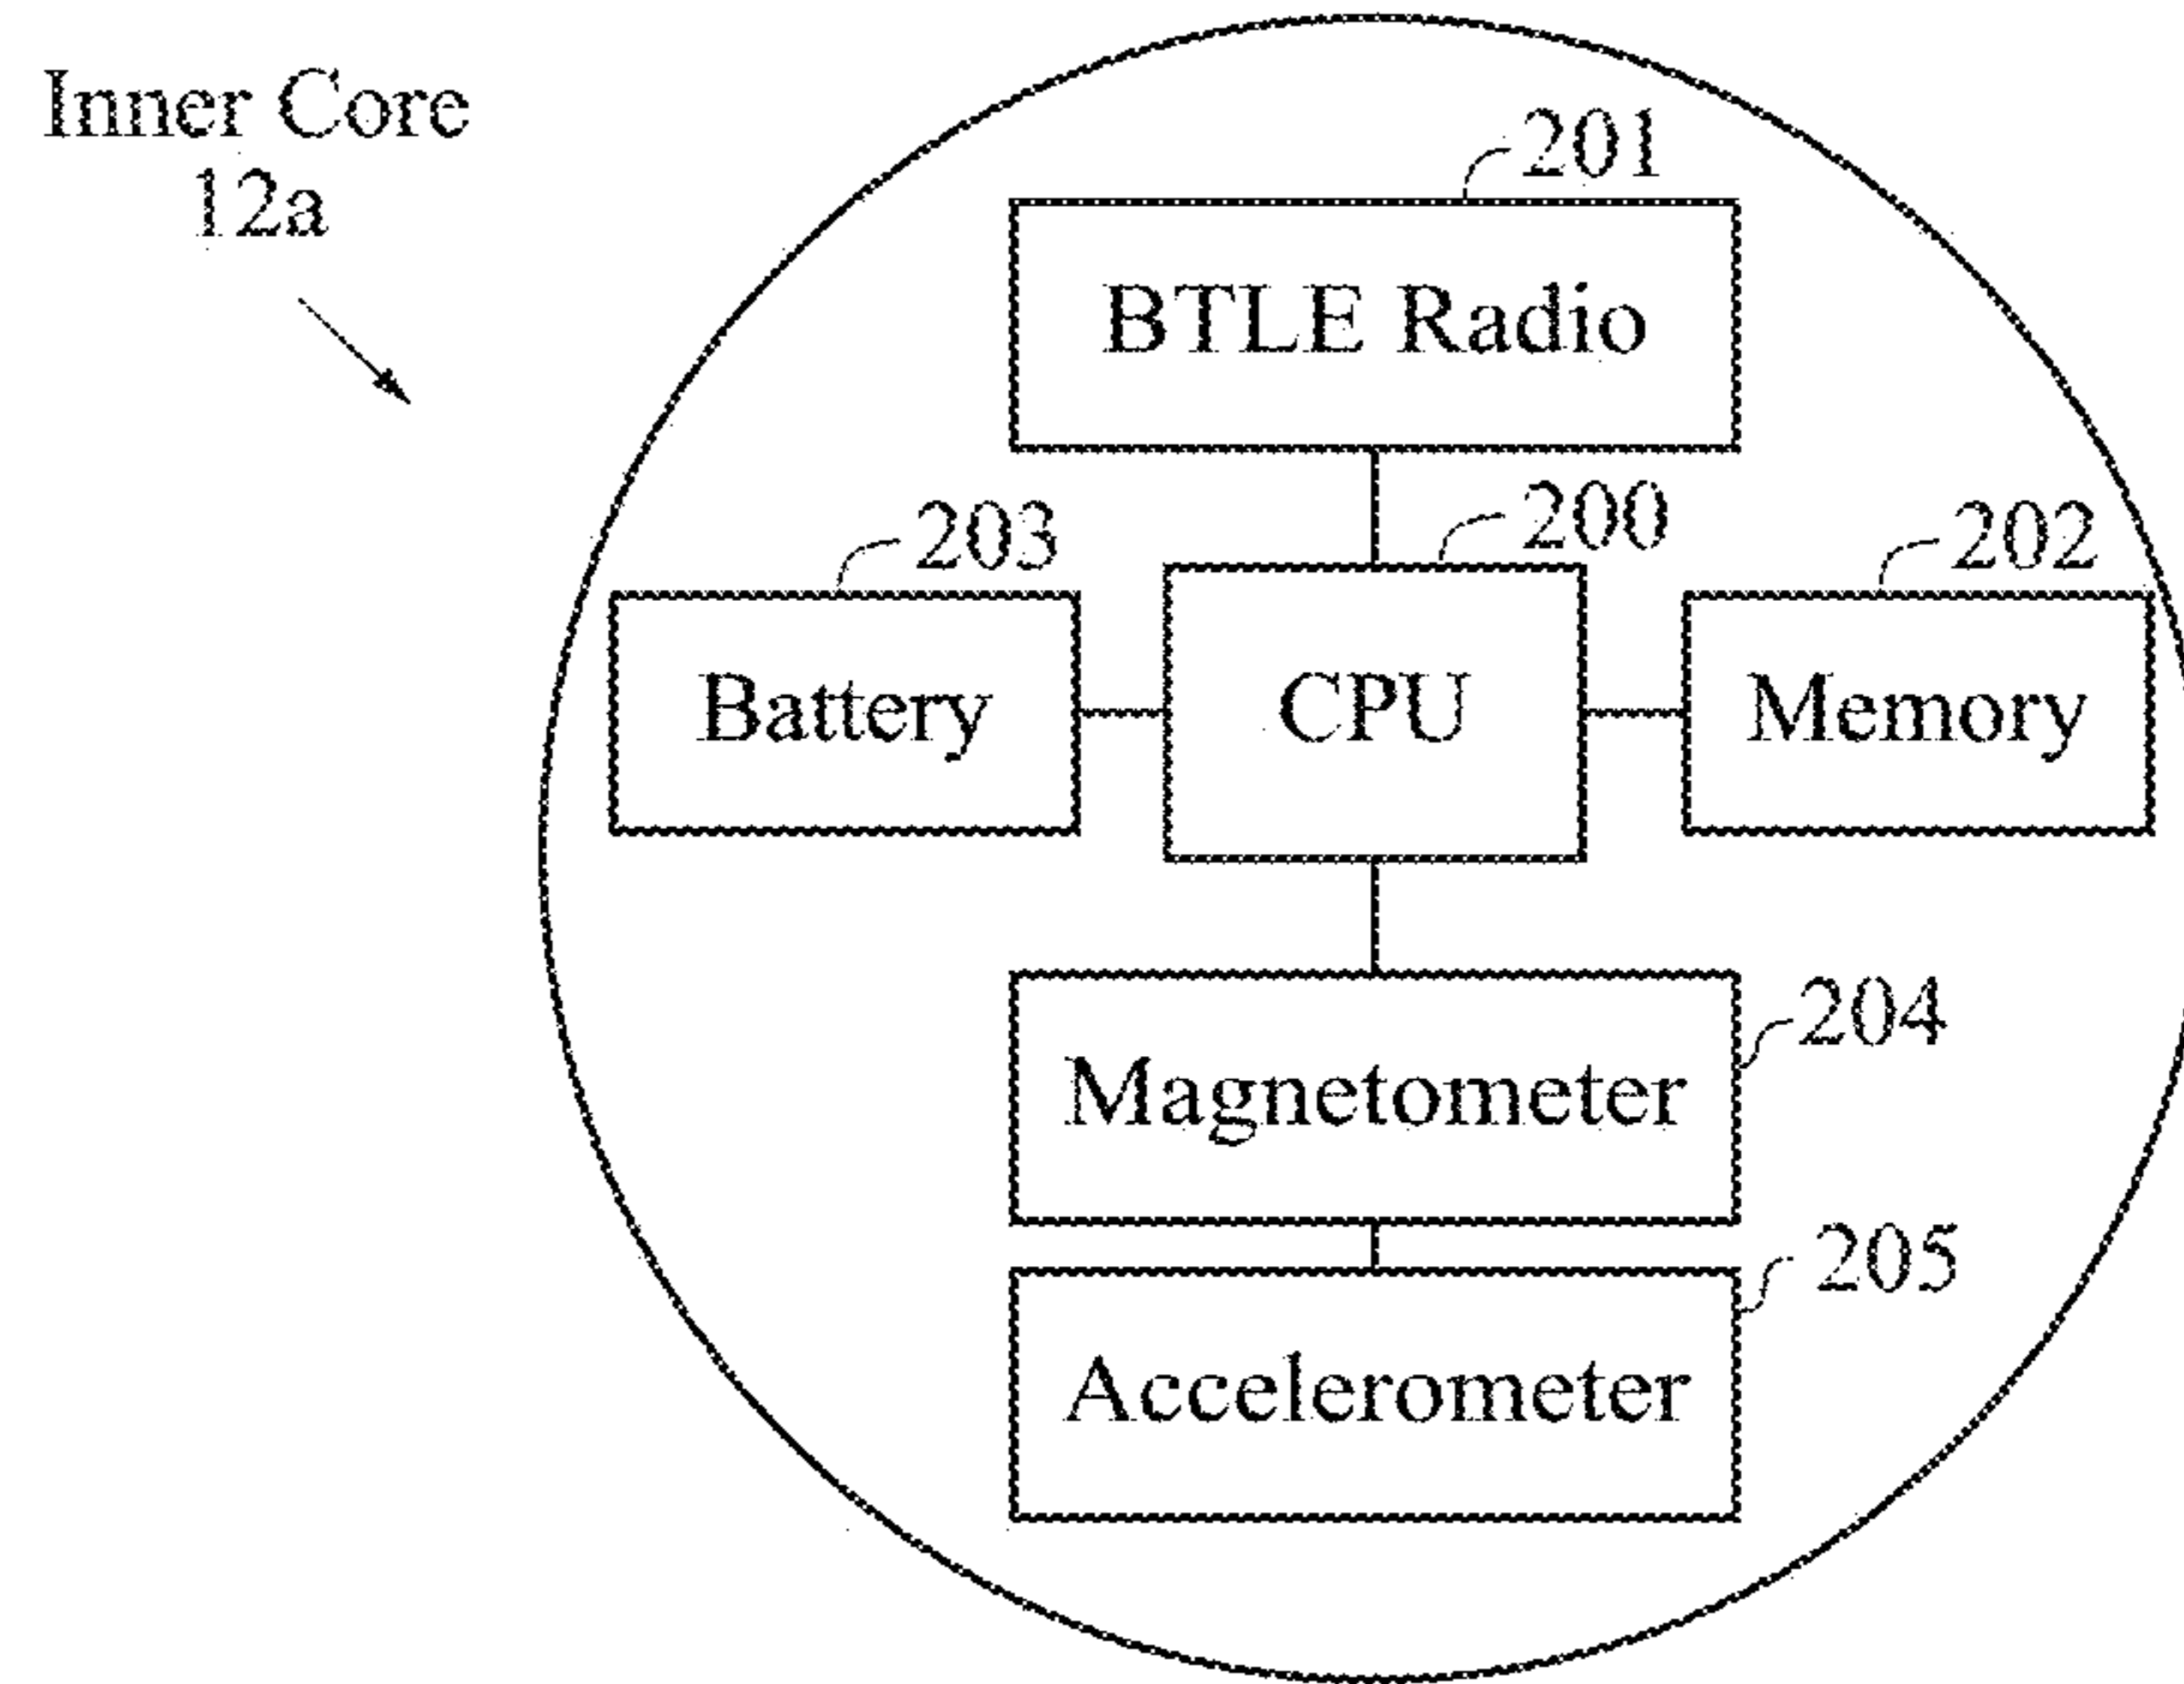 Inner Core
12a
201
BTLE Radio
203
200
202
Battery
CPU
Memory
204
Magnetometer
205
Accelerometer